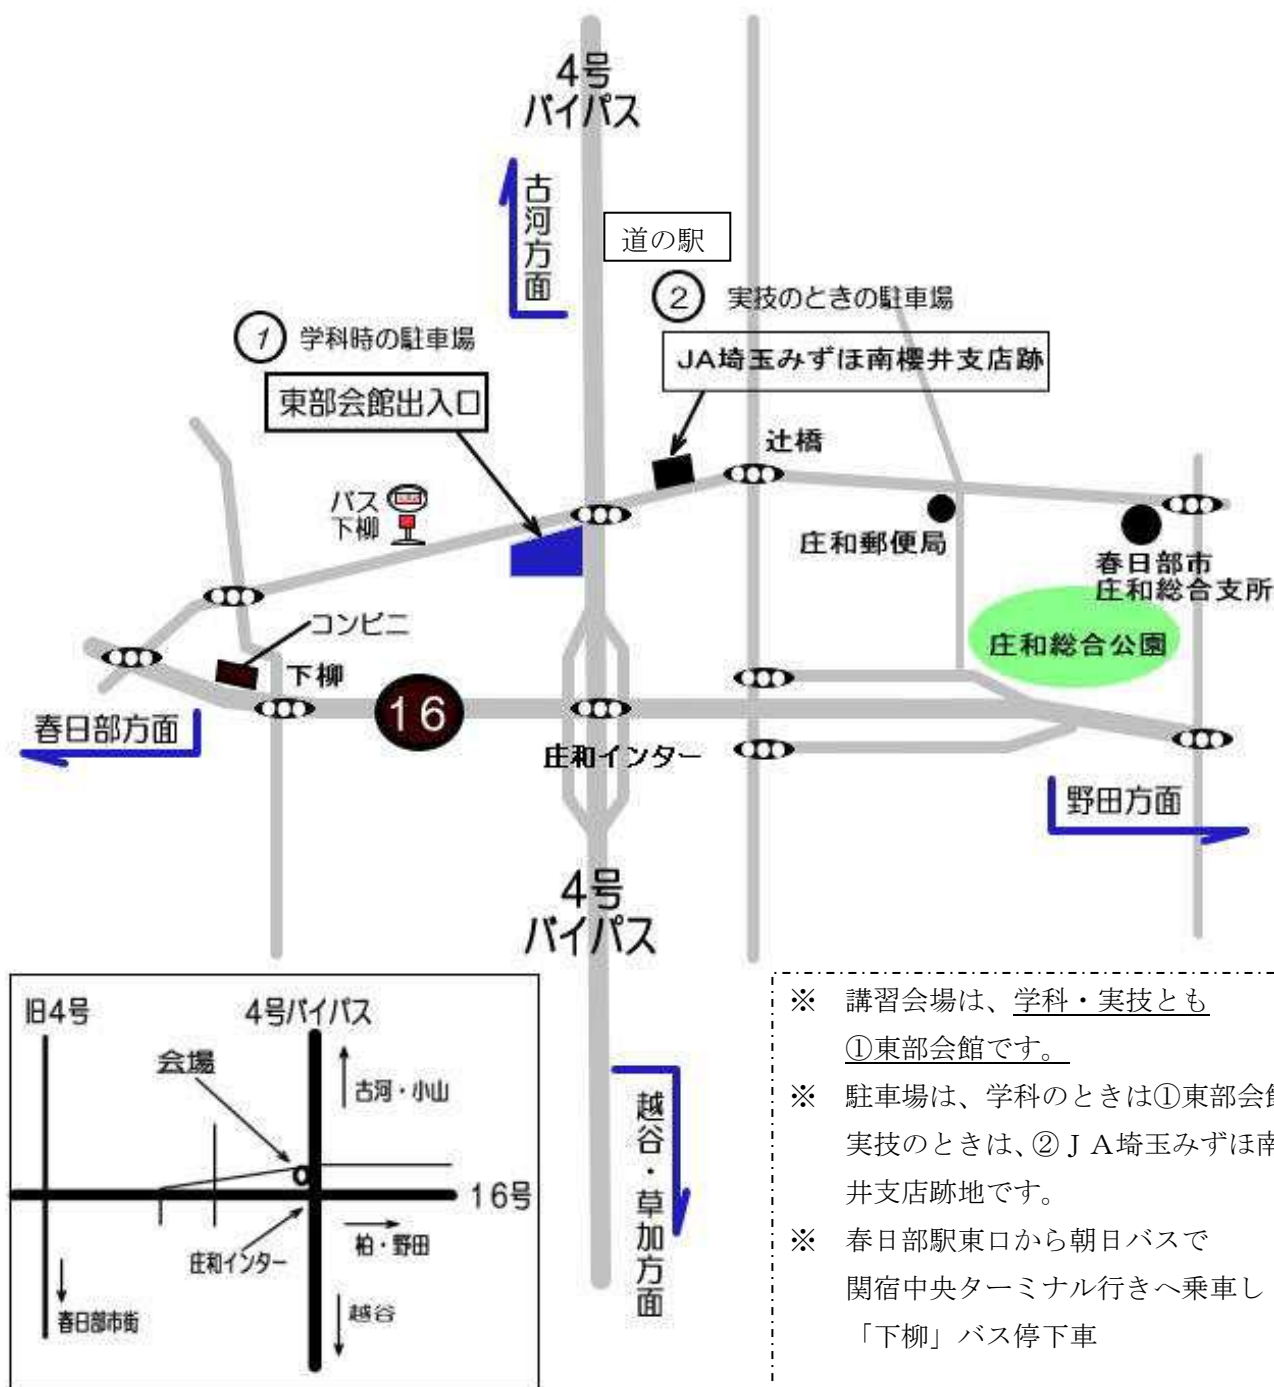 4号
バイパス
古河方面
道の駅
② 実技のときの駐車場
JA埼玉みずほ南櫻井支店跡
① 学科時の駐車場
東部会館出入口
辻橋
バス
下柳
庄和郵便局
春日部市
庄和総合支所
コンビニ
下柳
庄和総合公園
16
春日部方面
庄和インター
野田方面
4号
バイパス
越谷・草加方面
旧4号
4号バイパス
会場
古河・小山
16号
柏・野田
庄和インター
越谷
春日部市街
※ 講習会場は、学科・実技とも
①東部会館です。
※ 駐車場は、学科のときは①東部会館
実技のときは、②ＪＡ埼玉みずほ南
井支店跡地です。
※ 春日部駅東口から朝日バスで
関宿中央ターミナル行きへ乗車し
「下柳」バス停下車